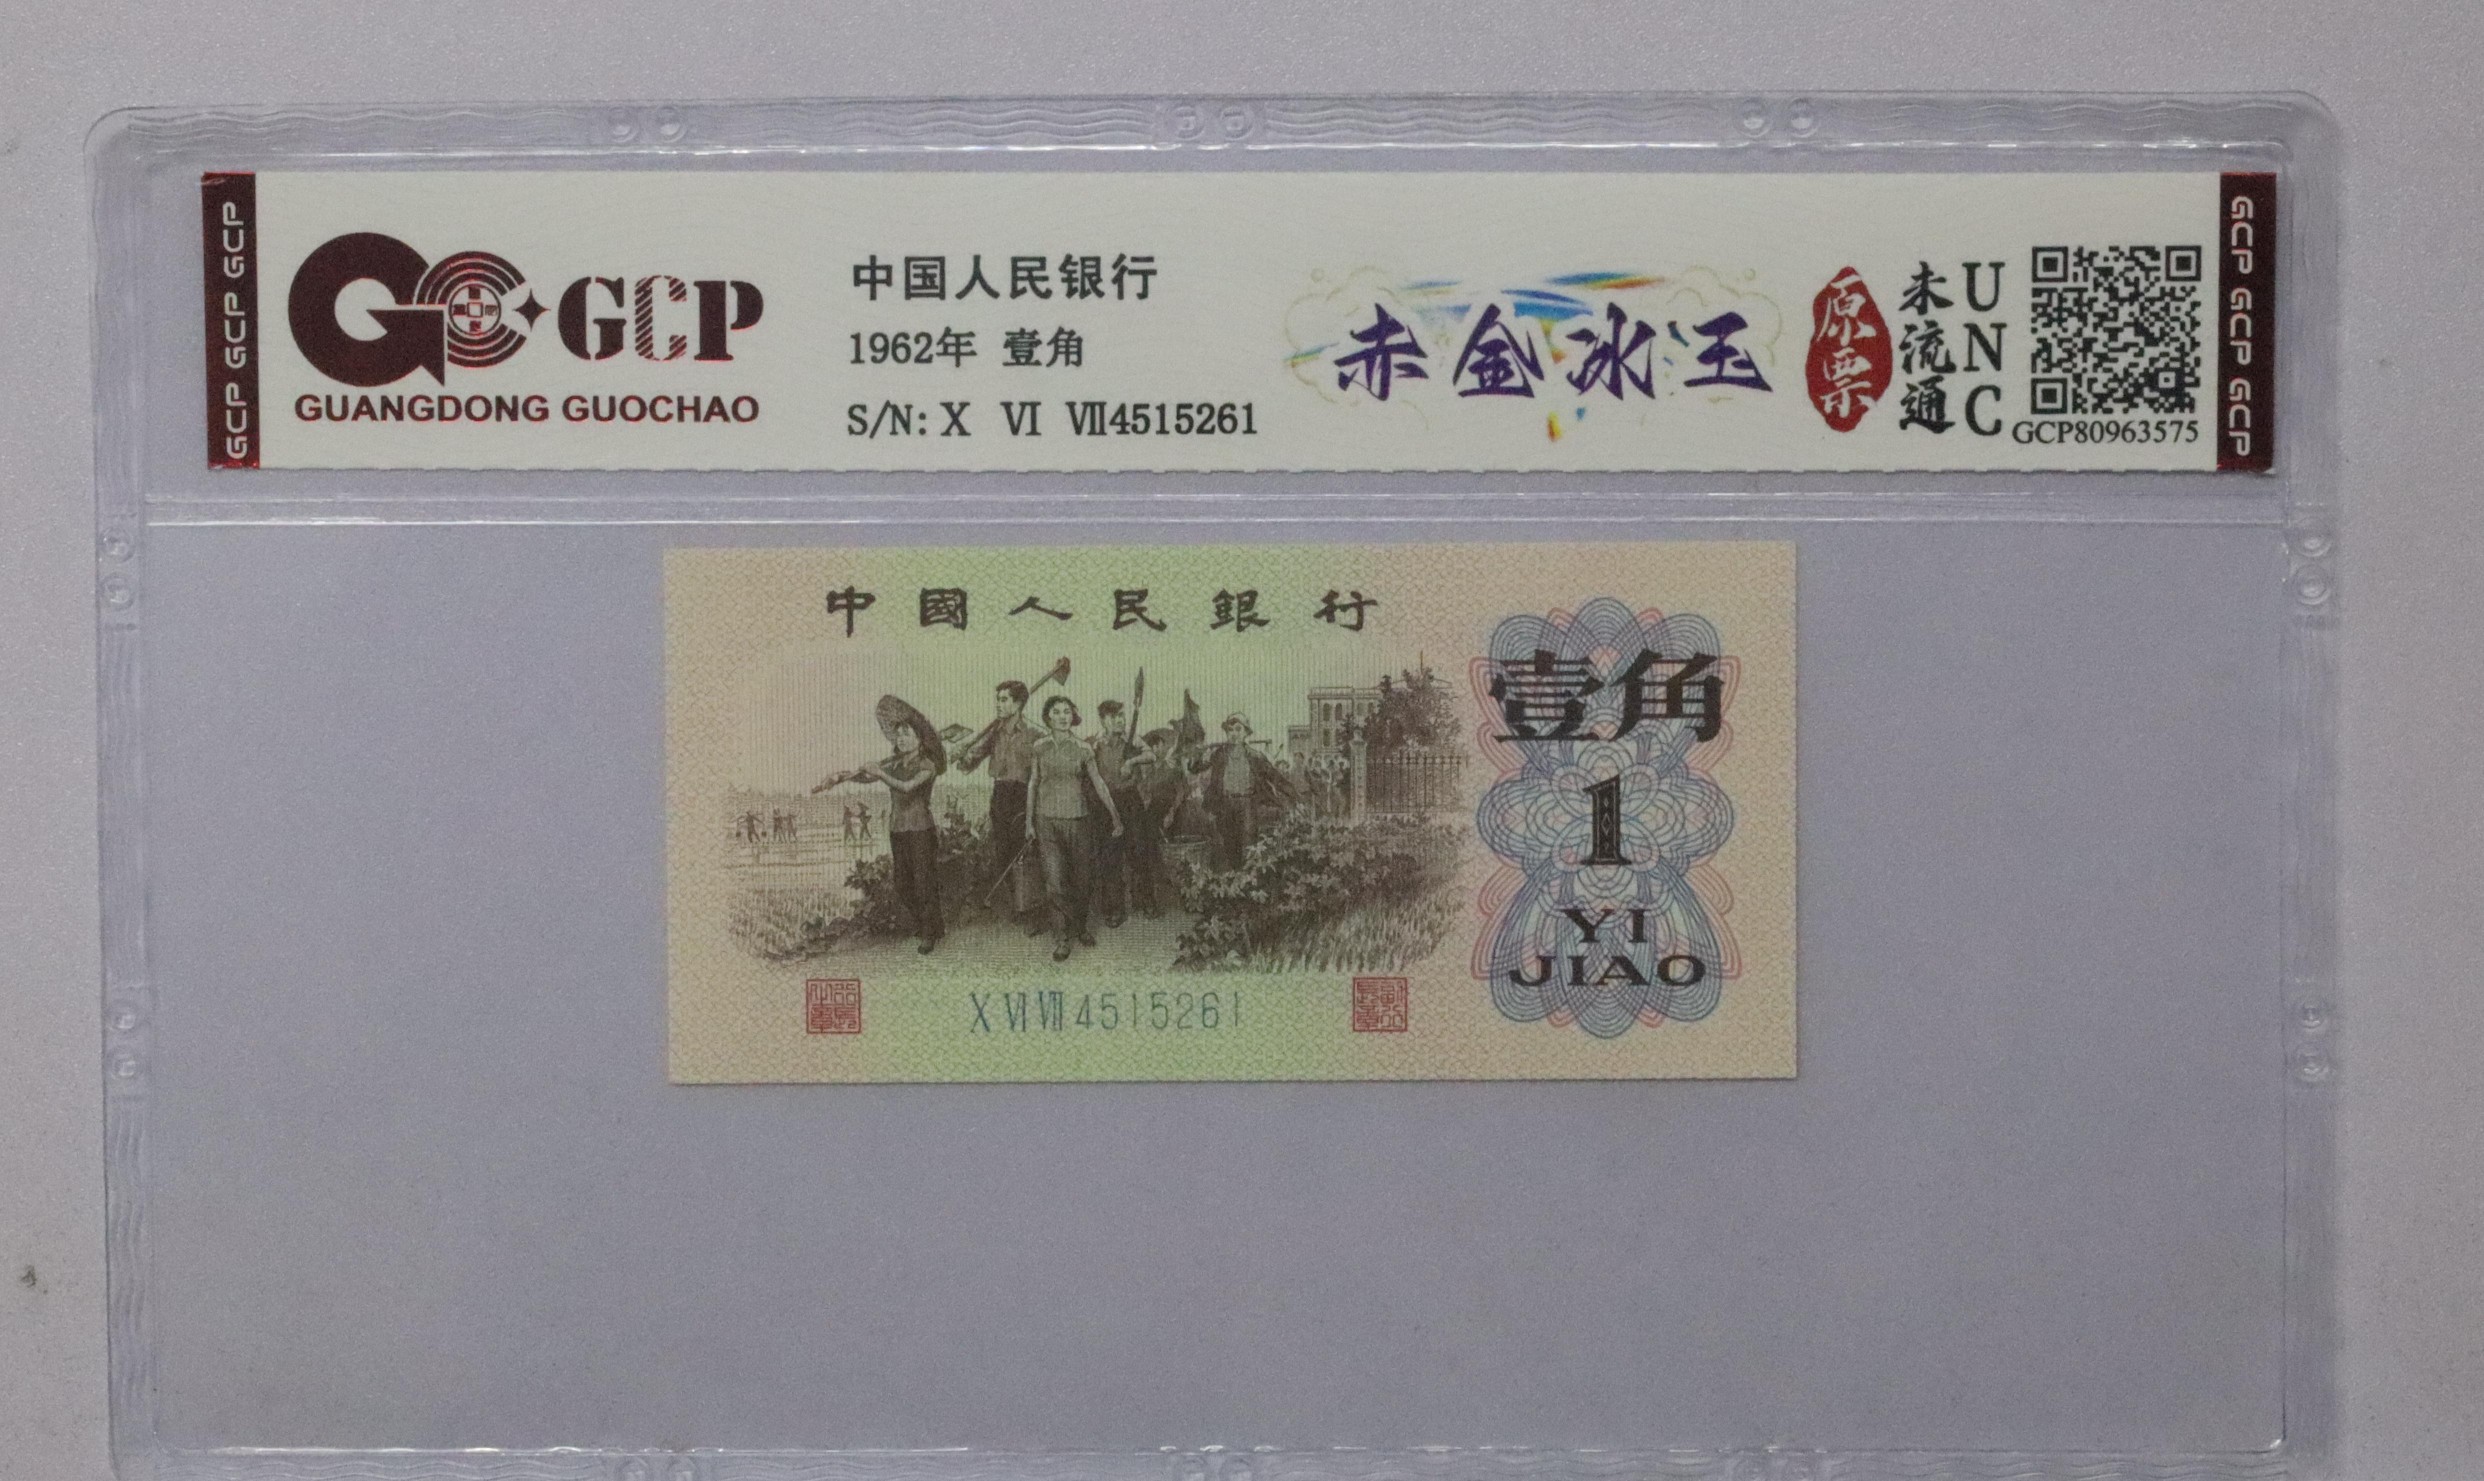 GCP GCP GCP
GCP
GUANGDONG GUOCHAO
中国人民银行
1962年 壹角
S/N: X VI VII4515261
赤金冰玉
原票
未流通
UNC
GCP80963575
GCP GCP GCP
中國人民銀行
壹角
1
YI
JIAO
X VI VII 4515261